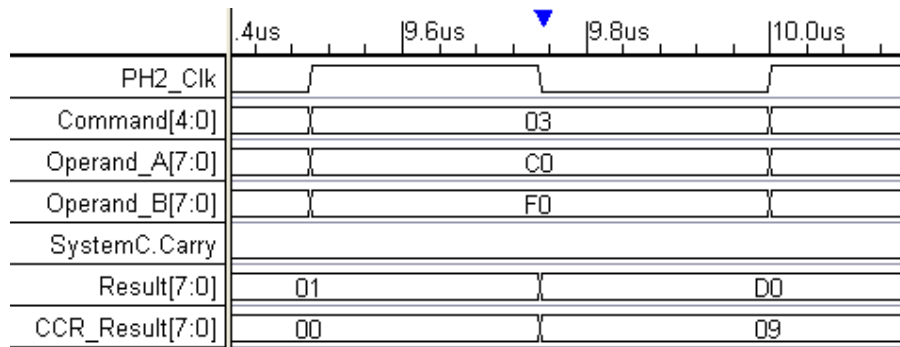 .4us 9.6us 9.8us 10.0us
PH2_Clk
Command[4:0] 03
Operand_A[7:0] C0
Operand_B[7:0] F0
SystemC.Carry
Result[7:0] 01 D0
CCR_Result[7:0] 00 09